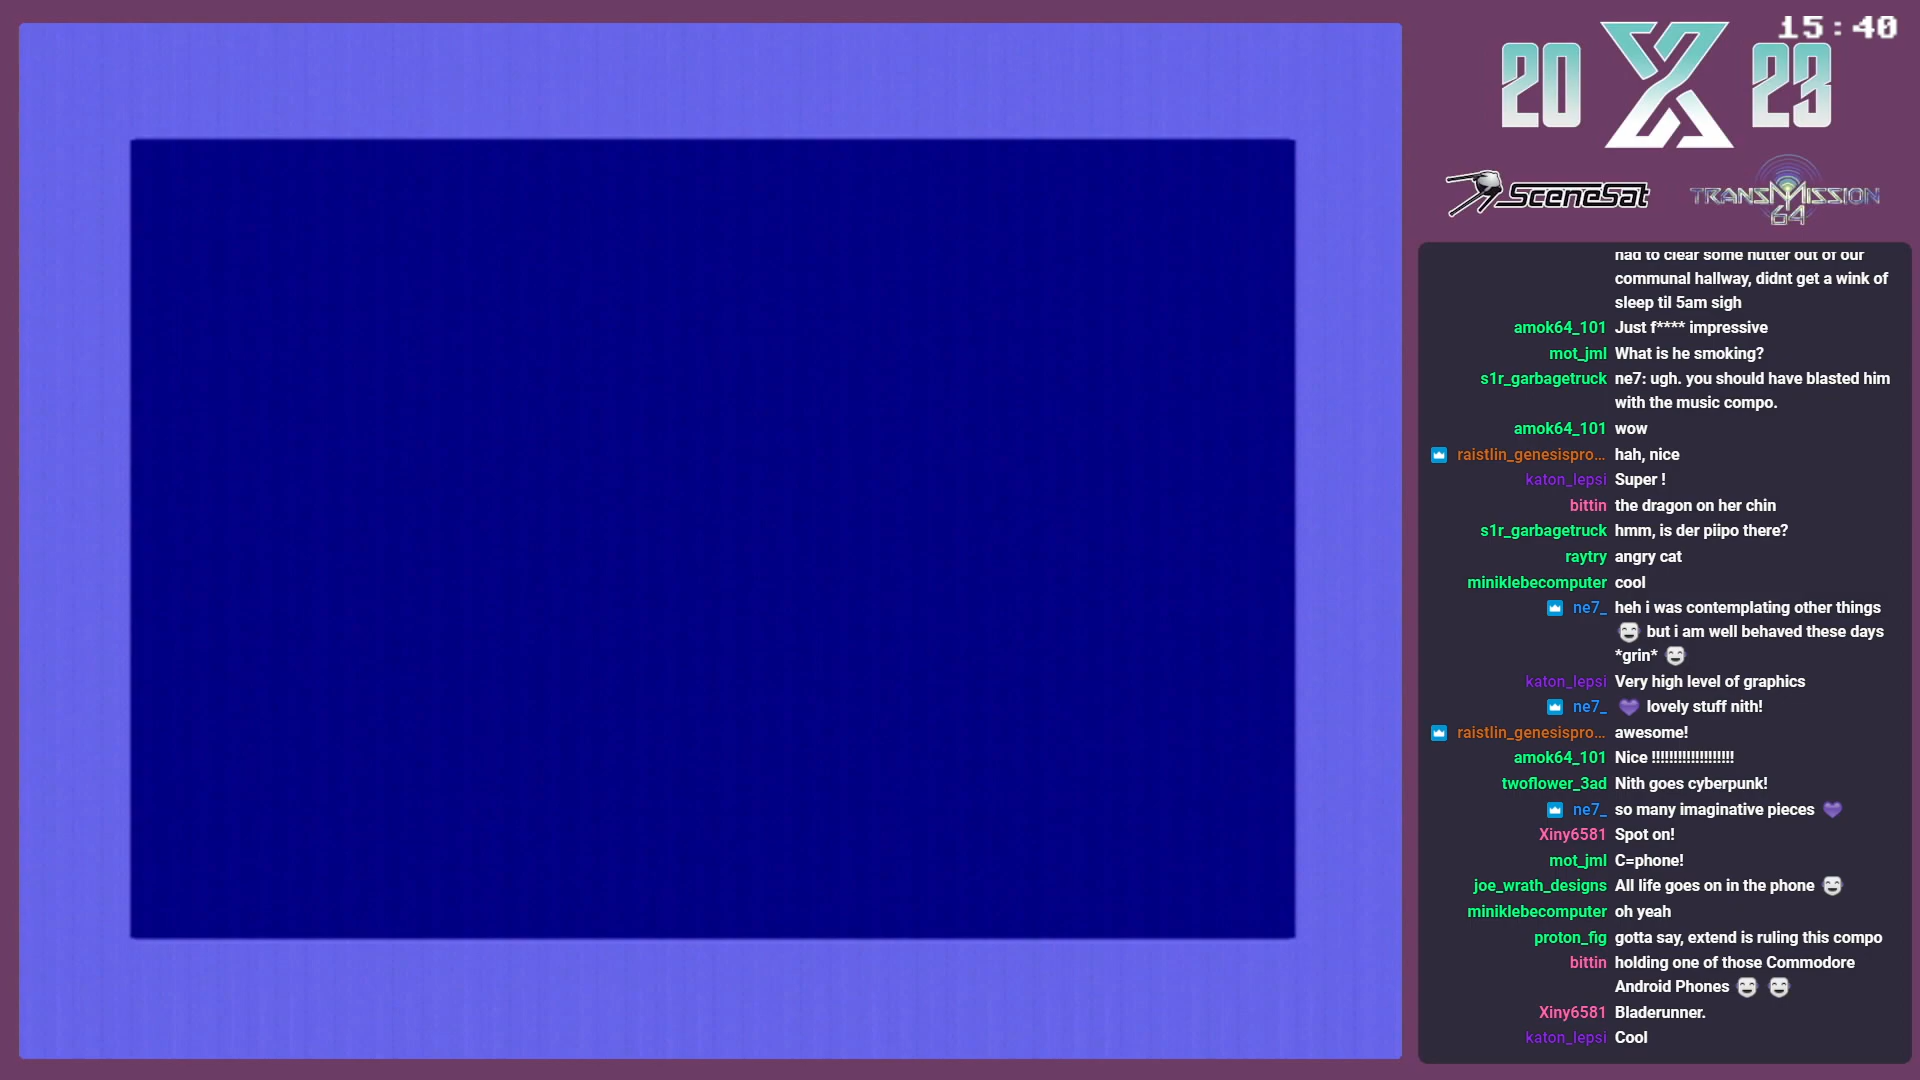 15:40
20 X 23
SceneSat
TRANSMISSION
64
had to clear some nutter out of our
communal hallway, didnt get a wink of
sleep til 5am sigh
amok64_101 Just f**** impressive
mot_jml What is he smoking?
s1r_garbagetruck ne7: ugh. you should have blasted him
with the music compo.
amok64_101 wow
raistlin_genesispro... hah, nice
katon_lepsi Super !
bittin the dragon on her chin
s1r_garbagetruck hmm, is der piipo there?
raytry angry cat
miniklebecomputer cool
ne7_ heh i was contemplating other things
but i am well behaved these days
*grin*
katon_lepsi Very high level of graphics
ne7_ lovely stuff nith!
raistlin_genesispro... awesome!
amok64_101 Nice !!!!!!!!!!!!!!!!!!!
twoflower_3ad Nith goes cyberpunk!
ne7_ so many imaginative pieces
Xiny6581 Spot on!
mot_jml C=phone!
joe_wrath_designs All life goes on in the phone
miniklebecomputer oh yeah
proton_fig gotta say, extend is ruling this compo
bittin holding one of those Commodore
Android Phones
Xiny6581 Bladerunner.
katon_lepsi Cool